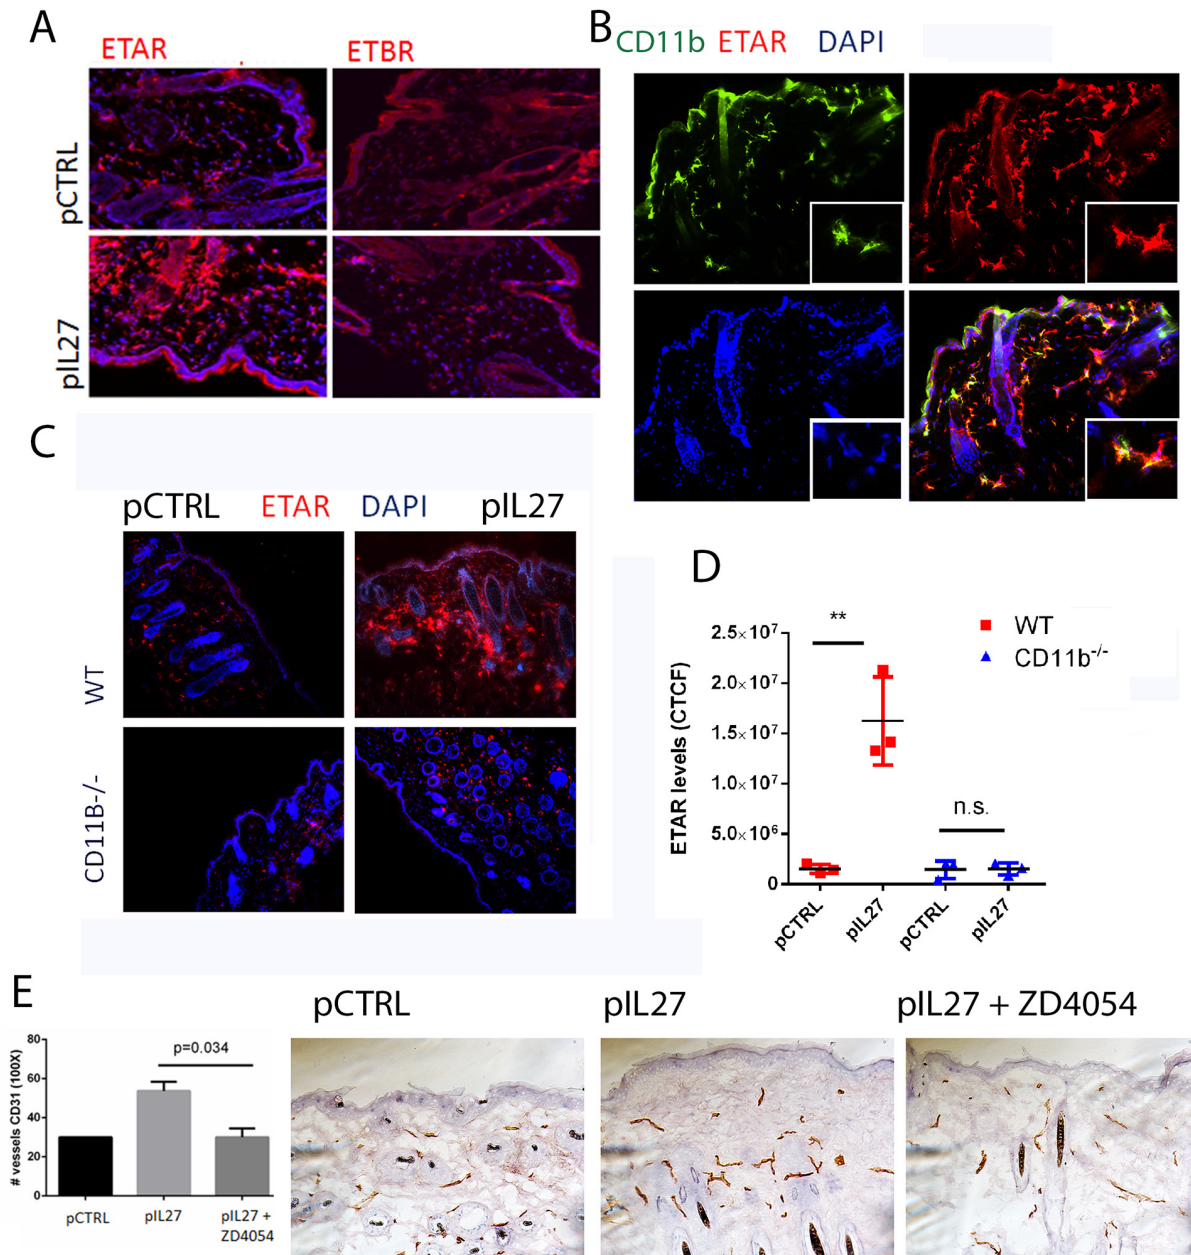 A
ETAR
ETBR
pCTRL
pIL27
B
CD11b ETAR DAPI
C
pCTRL ETAR DAPI pIL27
WT
CD11B-/-
D
**
n.s.
WT
CD11b-/-
ETAR levels (CTCF)
2.5×10⁷
2.0×10⁷
1.5×10⁷
1.0×10⁷
5.0×10⁶
0
pCTRL
pIL27
pCTRL
pIL27
E
# vessels CD31 (100X)
80
60
40
20
0
p=0.034
pCTRL
pIL27
pIL27 +
ZD4054
pCTRL
pIL27
pIL27 + ZD4054